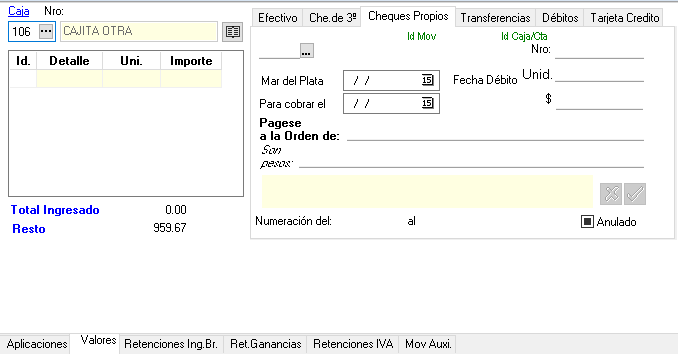 Caja Nro:
106 ... CAJITA OTRA
Id. Detalle Uni. Importe
Total Ingresado 0.00
Resto 959.67
Efectivo Che.de 3º Cheques Propios Transferencias Débitos Tarjeta Credito
Id Mov Id Caja/Cta
... Nro:
Mar del Plata / / 15 Fecha Débito Unid.
Para cobrar el / / 15 $
Pagese
a la Orden de:
Son
pesos:
Numeración del: al Anulado
Aplicaciones Valores Retenciones Ing.Br. Ret.Ganancias Retenciones IVA Mov Auxi.